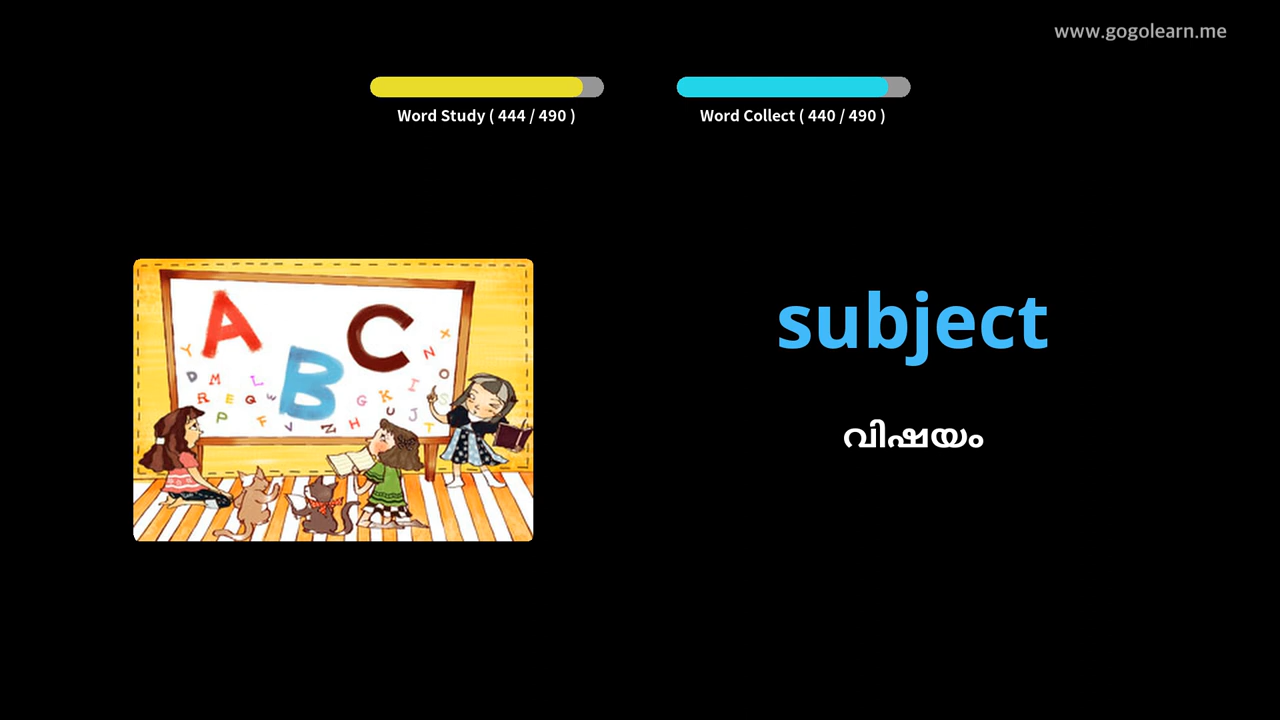 www.gogolearn.me
Word Study ( 444 / 490 )
Word Collect ( 440 / 490 )
A
B
C
X
Y
N
D M L I O
R E Q W G K S
P F V Z H U J T
subject
വിഷയം